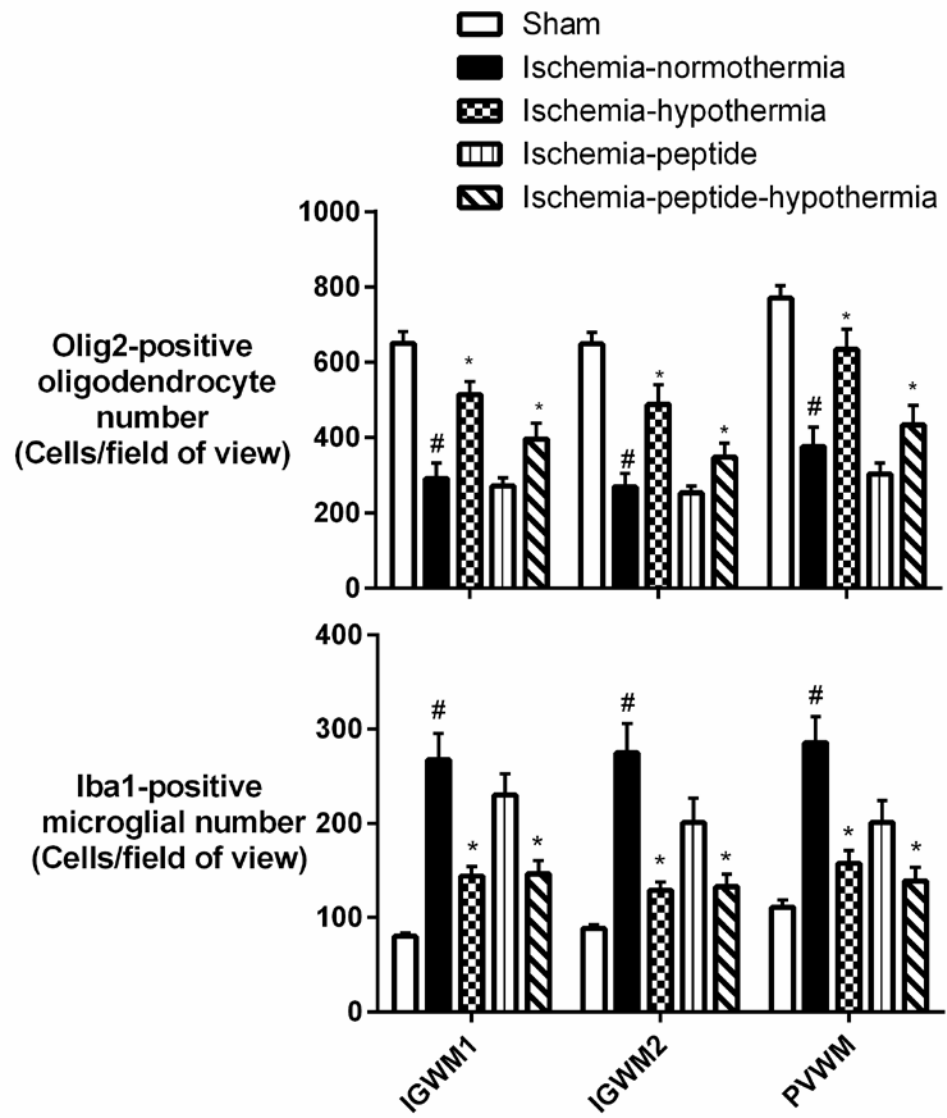 Sham
Ischemia-normothermia
Ischemia-hypothermia
Ischemia-peptide
Ischemia-peptide-hypothermia
1000
800
600
400
200
0
Olig2-positive
oligodendrocyte
number
(Cells/field of view)
#
*
*
#
*
*
#
*
*
400
300
200
100
0
Iba1-positive
microglial number
(Cells/field of view)
#
*
*
#
*
*
#
*
*
IGWM1
IGWM2
PVWM